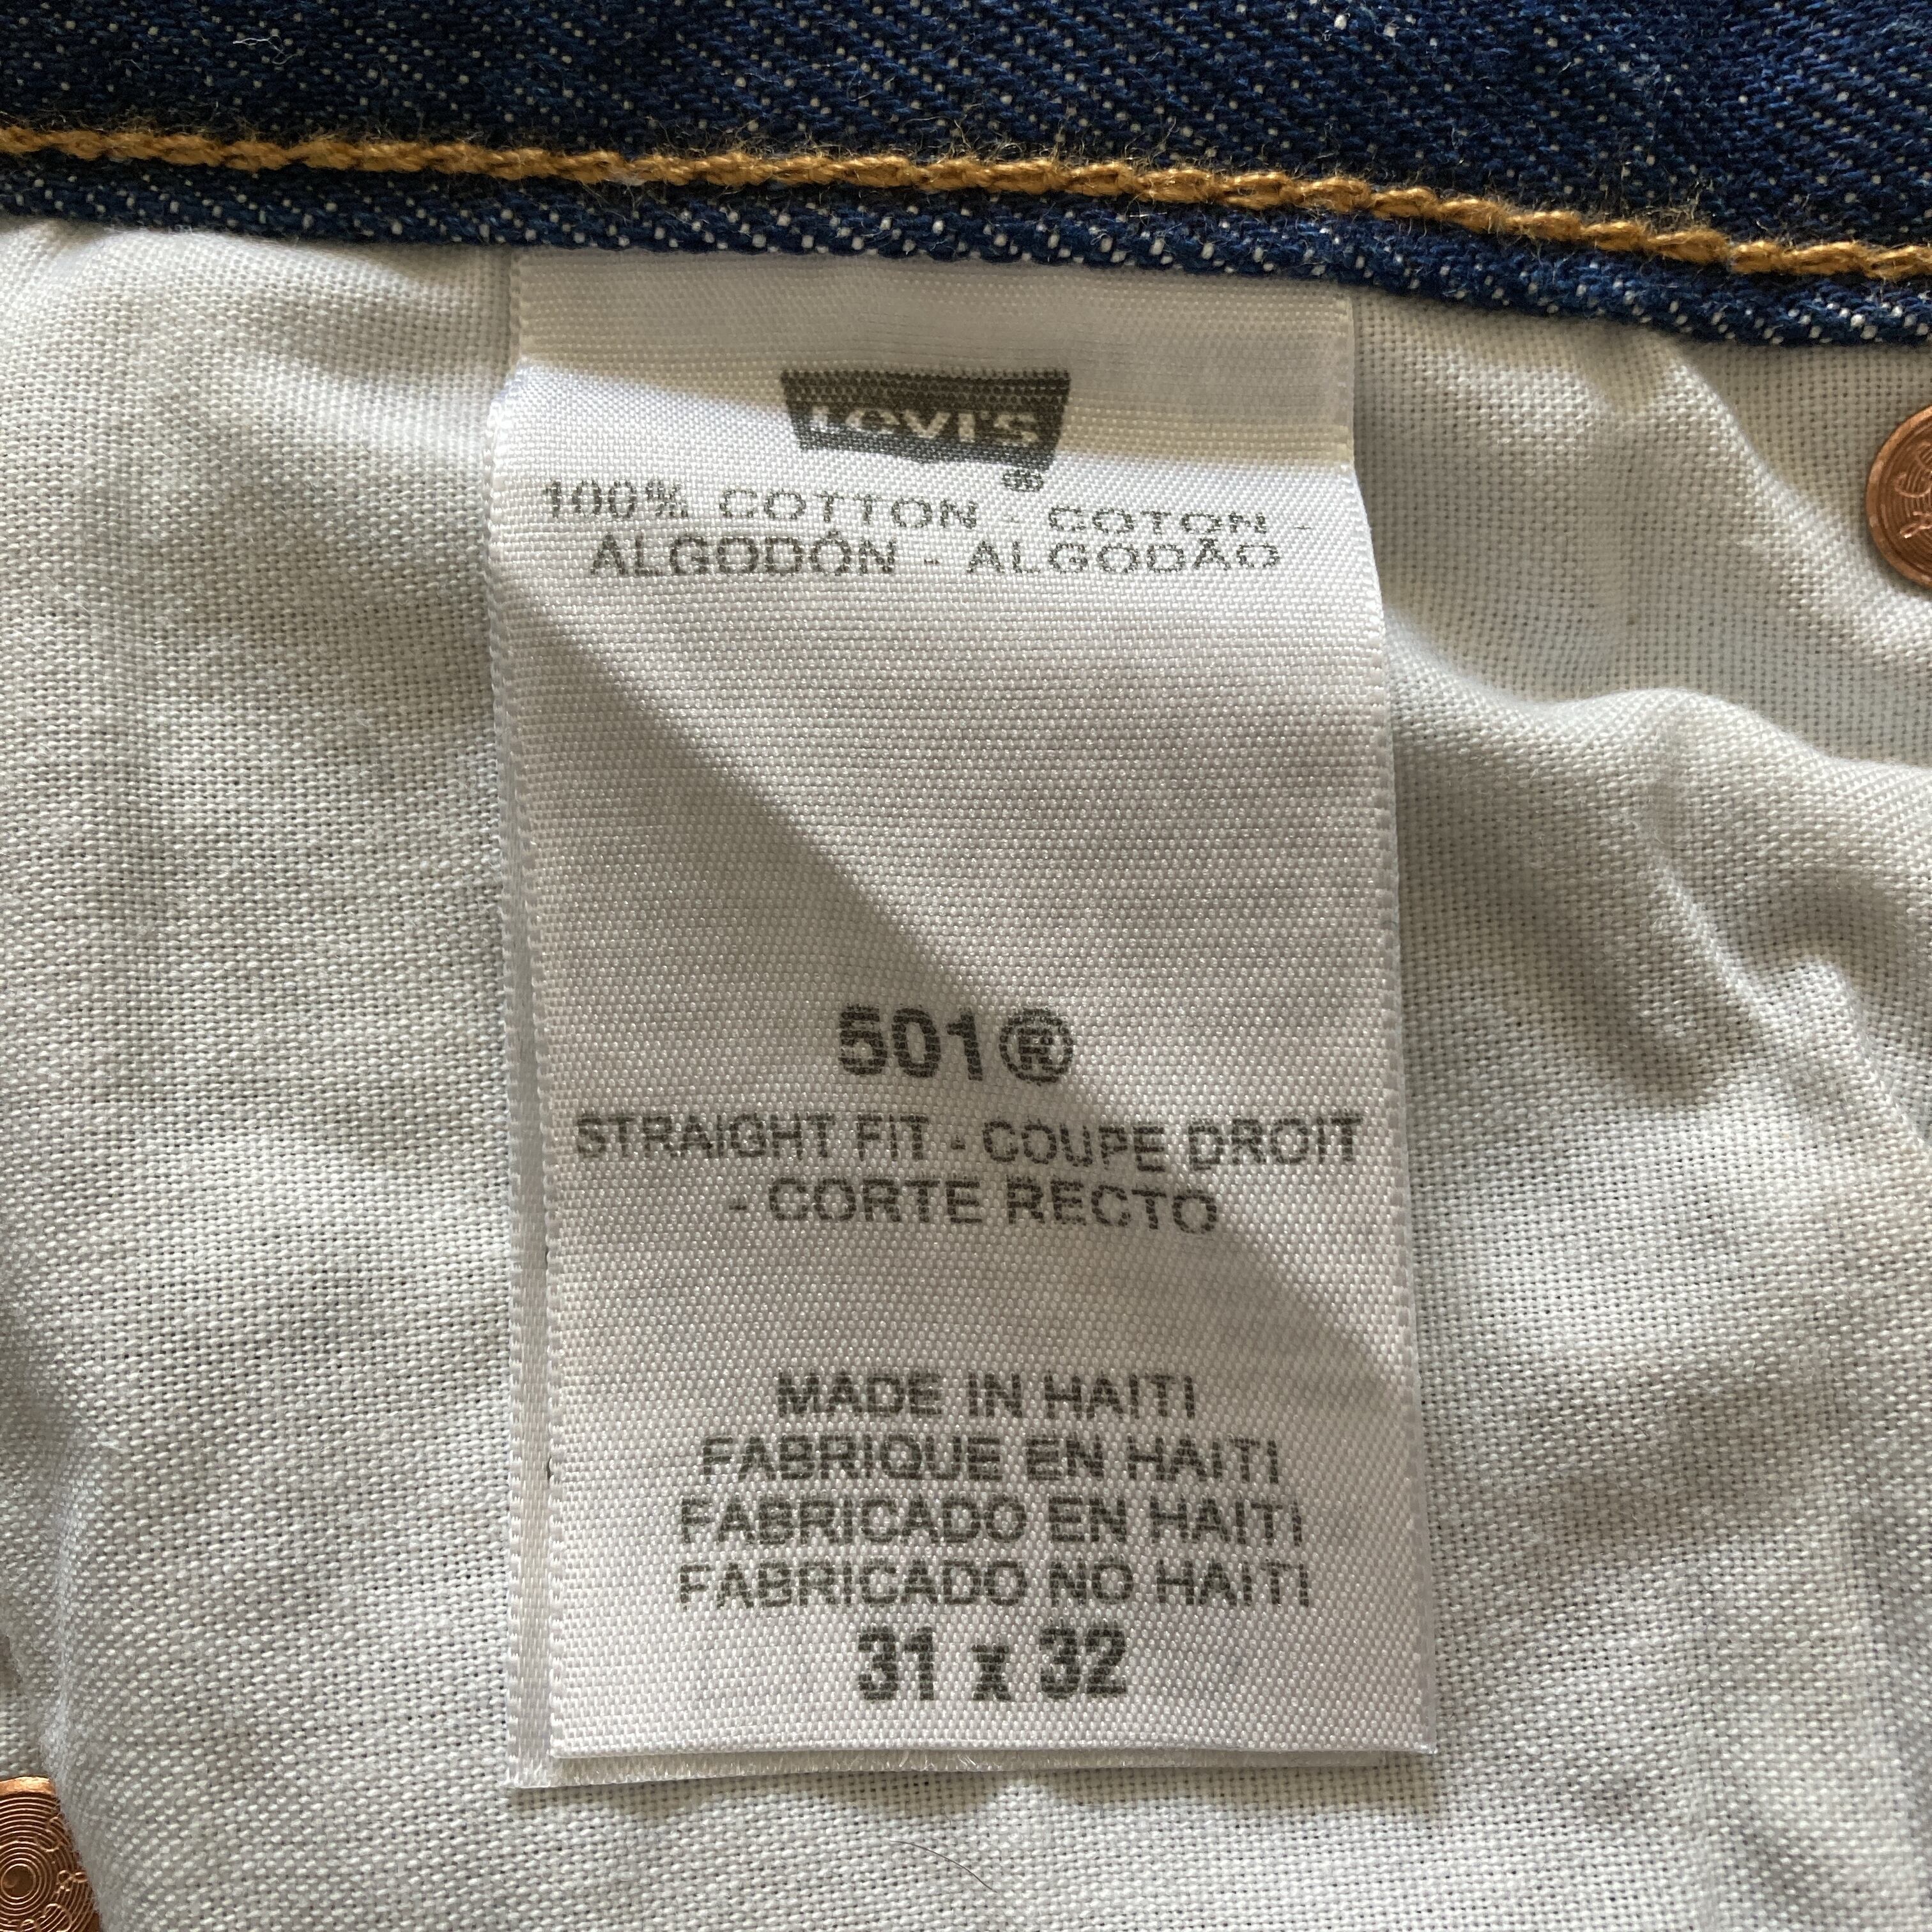 Levi's
®
100% COTTON - COTON -
ALGODÓN - ALGODÃO
501®
STRAIGHT FIT - COUPE DROIT
- CORTE RECTO
MADE IN HAITI
FABRIQUE EN HAITI
FABRICADO EN HAITI
FABRICADO NO HAITI
31 x 32